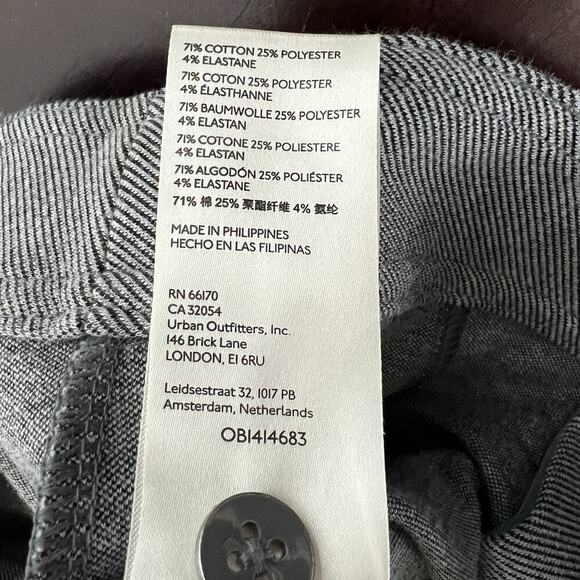 71% COTTON 25% POLYESTER
4% ELASTANE
71% COTON 25% POLYESTER
4% ÉLASTHANNE
71% BAUMWOLLE 25% POLYESTER
4% ELASTAN
71% COTONE 25% POLIESTERE
4% ELASTAN
71% ALGODÓN 25% POLIÉSTER
4% ELASTANE
71% 棉 25% 聚酯纤维 4% 氨纶
MADE IN PHILIPPINES
HECHO EN LAS FILIPINAS
RN 66170
CA 32054
Urban Outfitters, Inc.
146 Brick Lane
LONDON, E1 6RU
Leidsestraat 32, 1017 PB
Amsterdam, Netherlands
OB1414683